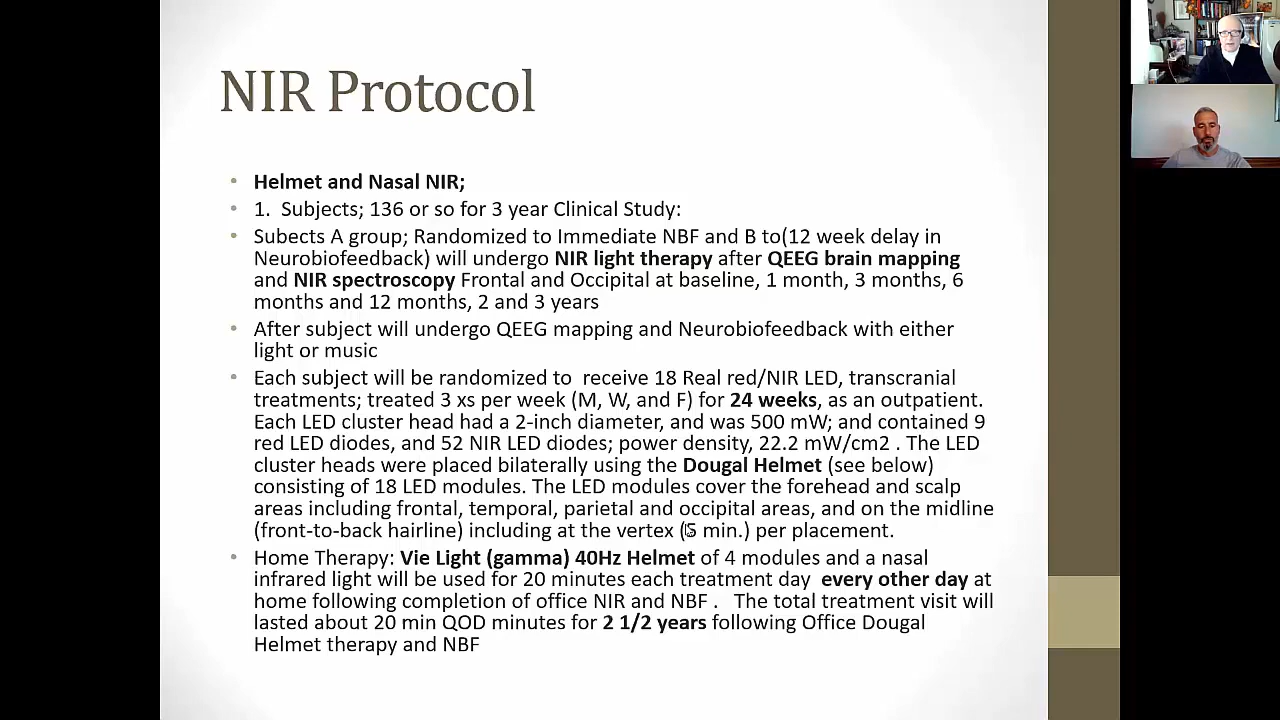 NIR Protocol
• Helmet and Nasal NIR;
• 1. Subjects; 136 or so for 3 year Clinical Study:
• Subects A group; Randomized to Immediate NBF and B to(12 week delay in
Neurobiofeedback) will undergo NIR light therapy after QEEG brain mapping
and NIR spectroscopy Frontal and Occipital at baseline, 1 month, 3 months, 6
months and 12 months, 2 and 3 years
• After subject will undergo QEEG mapping and Neurobiofeedback with either
light or music
• Each subject will be randomized to receive 18 Real red/NIR LED, transcranial
treatments; treated 3 xs per week (M, W, and F) for 24 weeks, as an outpatient.
Each LED cluster head had a 2-inch diameter, and was 500 mW; and contained 9
red LED diodes, and 52 NIR LED diodes; power density, 22.2 mW/cm2 . The LED
cluster heads were placed bilaterally using the Dougal Helmet (see below)
consisting of 18 LED modules. The LED modules cover the forehead and scalp
areas including frontal, temporal, parietal and occipital areas, and on the midline
(front-to-back hairline) including at the vertex (5 min.) per placement.
• Home Therapy: Vie Light (gamma) 40Hz Helmet of 4 modules and a nasal
infrared light will be used for 20 minutes each treatment day every other day at
home following completion of office NIR and NBF . The total treatment visit will
lasted about 20 min QOD minutes for 2 1/2 years following Office Dougal
Helmet therapy and NBF